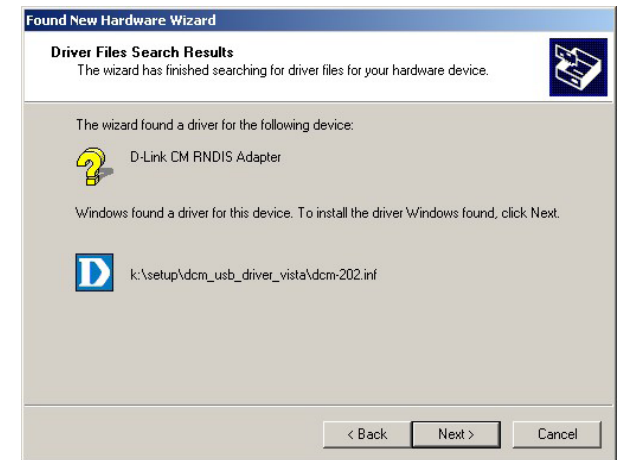 Found New Hardware Wizard
Driver Files Search Results
The wizard has finished searching for driver files for your hardware device.
The wizard found a driver for the following device:
D-Link CM RNDIS Adapter
Windows found a driver for this device. To install the driver Windows found, click Next.
D
k:\setup\dcm_usb_driver_vista\dcm-202.inf
< Back
Next >
Cancel